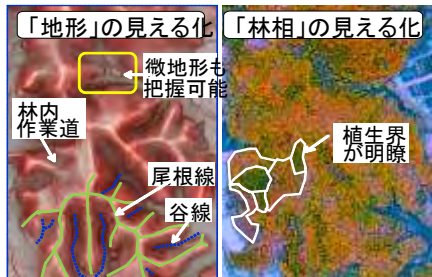 「地形」の見える化
微地形も
把握可能
林内
作業道
尾根線
谷線
「林相」の見える化
植生界
が明瞭